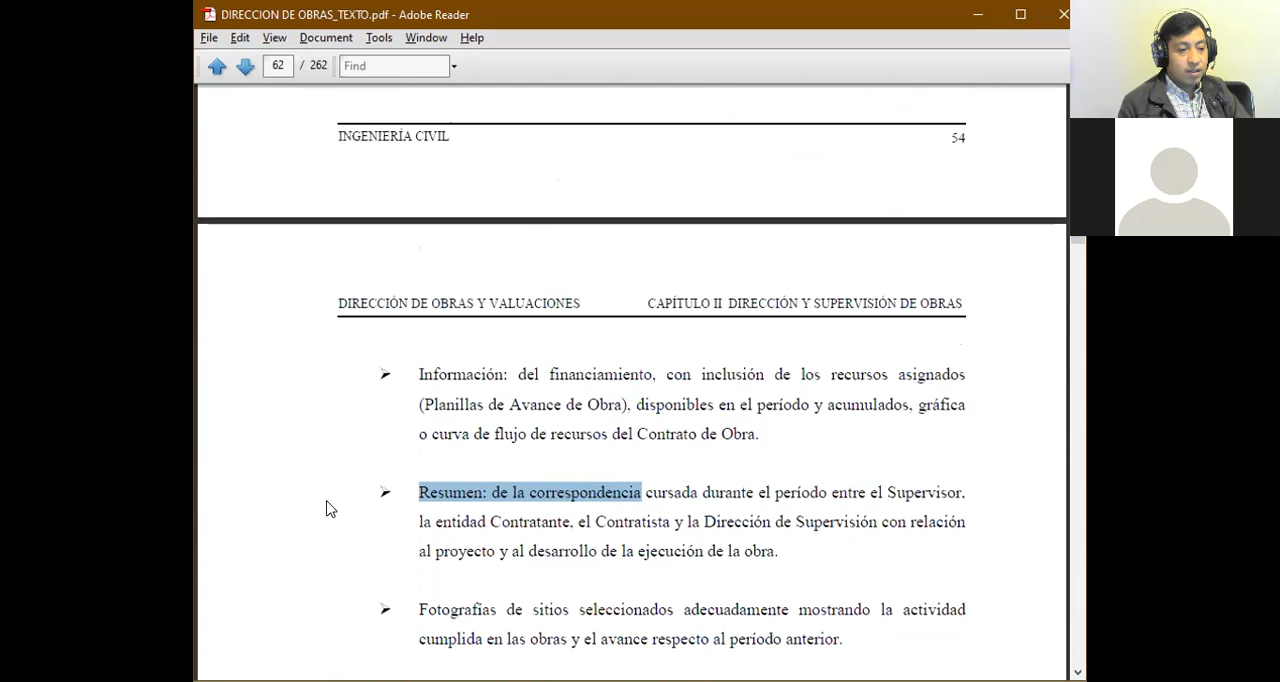 DIRECCION DE OBRAS_TEXTO.pdf - Adobe Reader
File Edit View Document Tools Window Help
62 / 262 Find
INGENIERÍA CIVIL 54
DIRECCIÓN DE OBRAS Y VALUACIONES CAPÍTULO II DIRECCIÓN Y SUPERVISIÓN DE OBRAS
➢ Información: del financiamiento, con inclusión de los recursos asignados
(Planillas de Avance de Obra), disponibles en el período y acumulados, gráfica
o curva de flujo de recursos del Contrato de Obra.
➢ Resumen: de la correspondencia cursada durante el período entre el Supervisor,
la entidad Contratante, el Contratista y la Dirección de Supervisión con relación
al proyecto y al desarrollo de la ejecución de la obra.
➢ Fotografías de sitios seleccionados adecuadamente mostrando la actividad
cumplida en las obras y el avance respecto al período anterior.